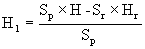 H₁ = (Sₚ × H - Sᵣ × Hᵣ) / Sₚ